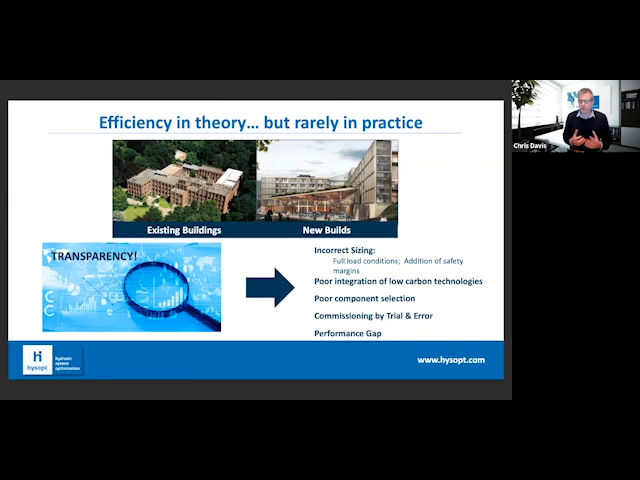 Efficiency in theory… but rarely in practice
Existing Buildings
New Builds
TRANSPARENCY!
Incorrect Sizing:
Full load conditions; Addition of safety
margins
Poor integration of low carbon technologies
Poor component selection
Commissioning by Trial & Error
Performance Gap
Hi
hysopt
hydronic
system
optimisation
www.hysopt.com
Chris Davis